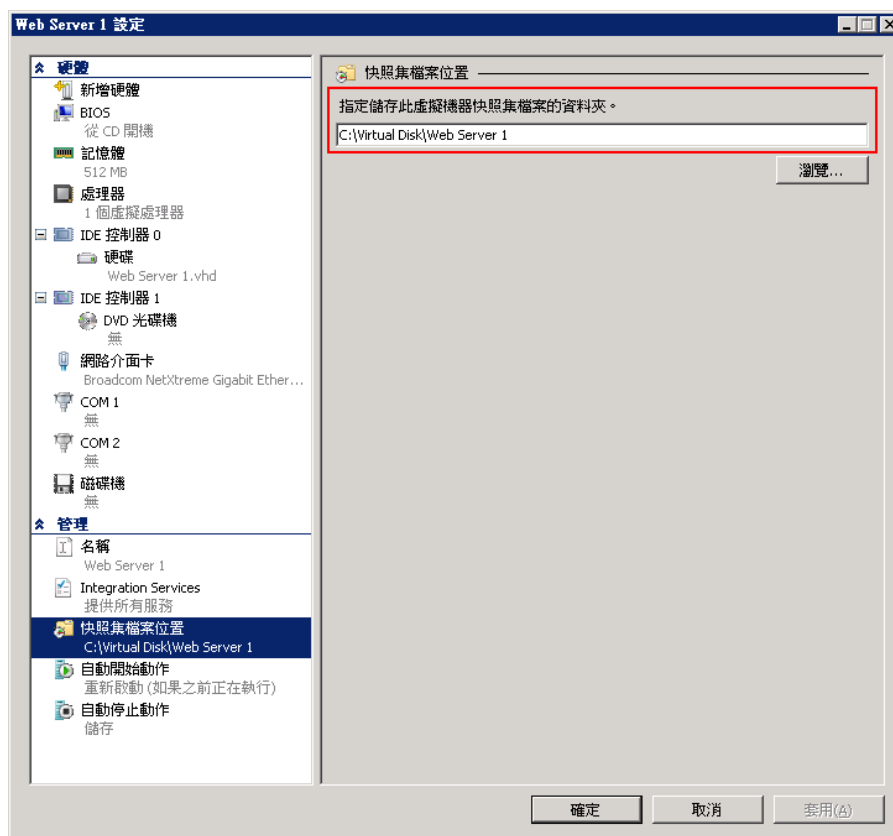 Web Server 1 設定
硬體
新增硬體
BIOS
從 CD 開機
記憶體
512 MB
處理器
1 個虛擬處理器
IDE 控制器 0
硬碟
Web Server 1.vhd
IDE 控制器 1
DVD 光碟機
無
網路介面卡
Broadcom NetXtreme Gigabit Ether...
COM 1
無
COM 2
無
磁碟機
無
管理
名稱
Web Server 1
Integration Services
提供所有服務
快照集檔案位置
C:\Virtual Disk\Web Server 1
自動開始動作
重新啟動 (如果之前正在執行)
自動停止動作
儲存
快照集檔案位置
指定儲存此虛擬機器快照集檔案的資料夾。
C:\Virtual Disk\Web Server 1
瀏覽...
確定
取消
套用(A)